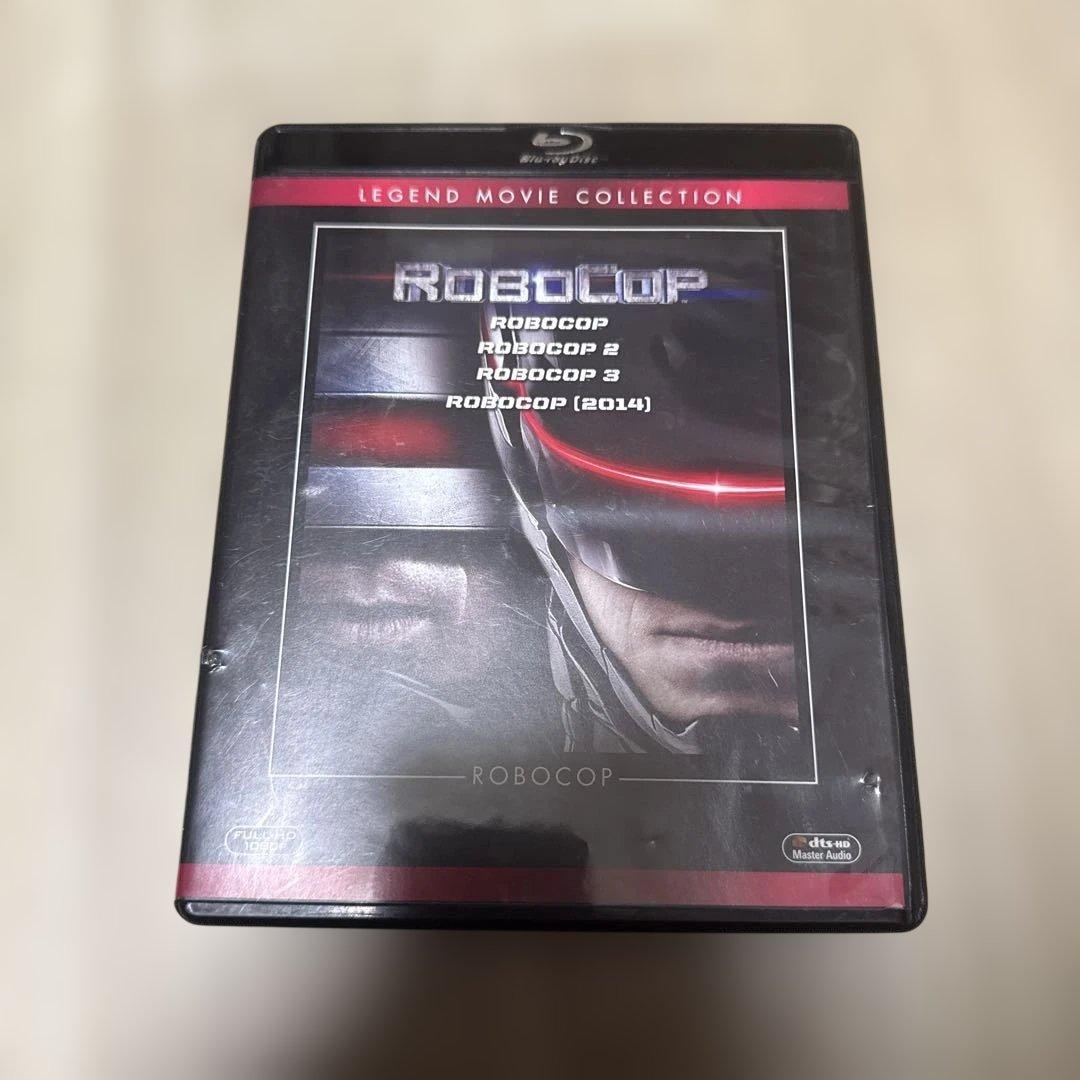 Blu-ray Disc
LEGEND MOVIE COLLECTION
ROBOCOP™
ROBOCOP
ROBOCOP 2
ROBOCOP 3
ROBOCOP (2014)
ROBOCOP
FULL-HD
1080P
dts-HD
Master Audio